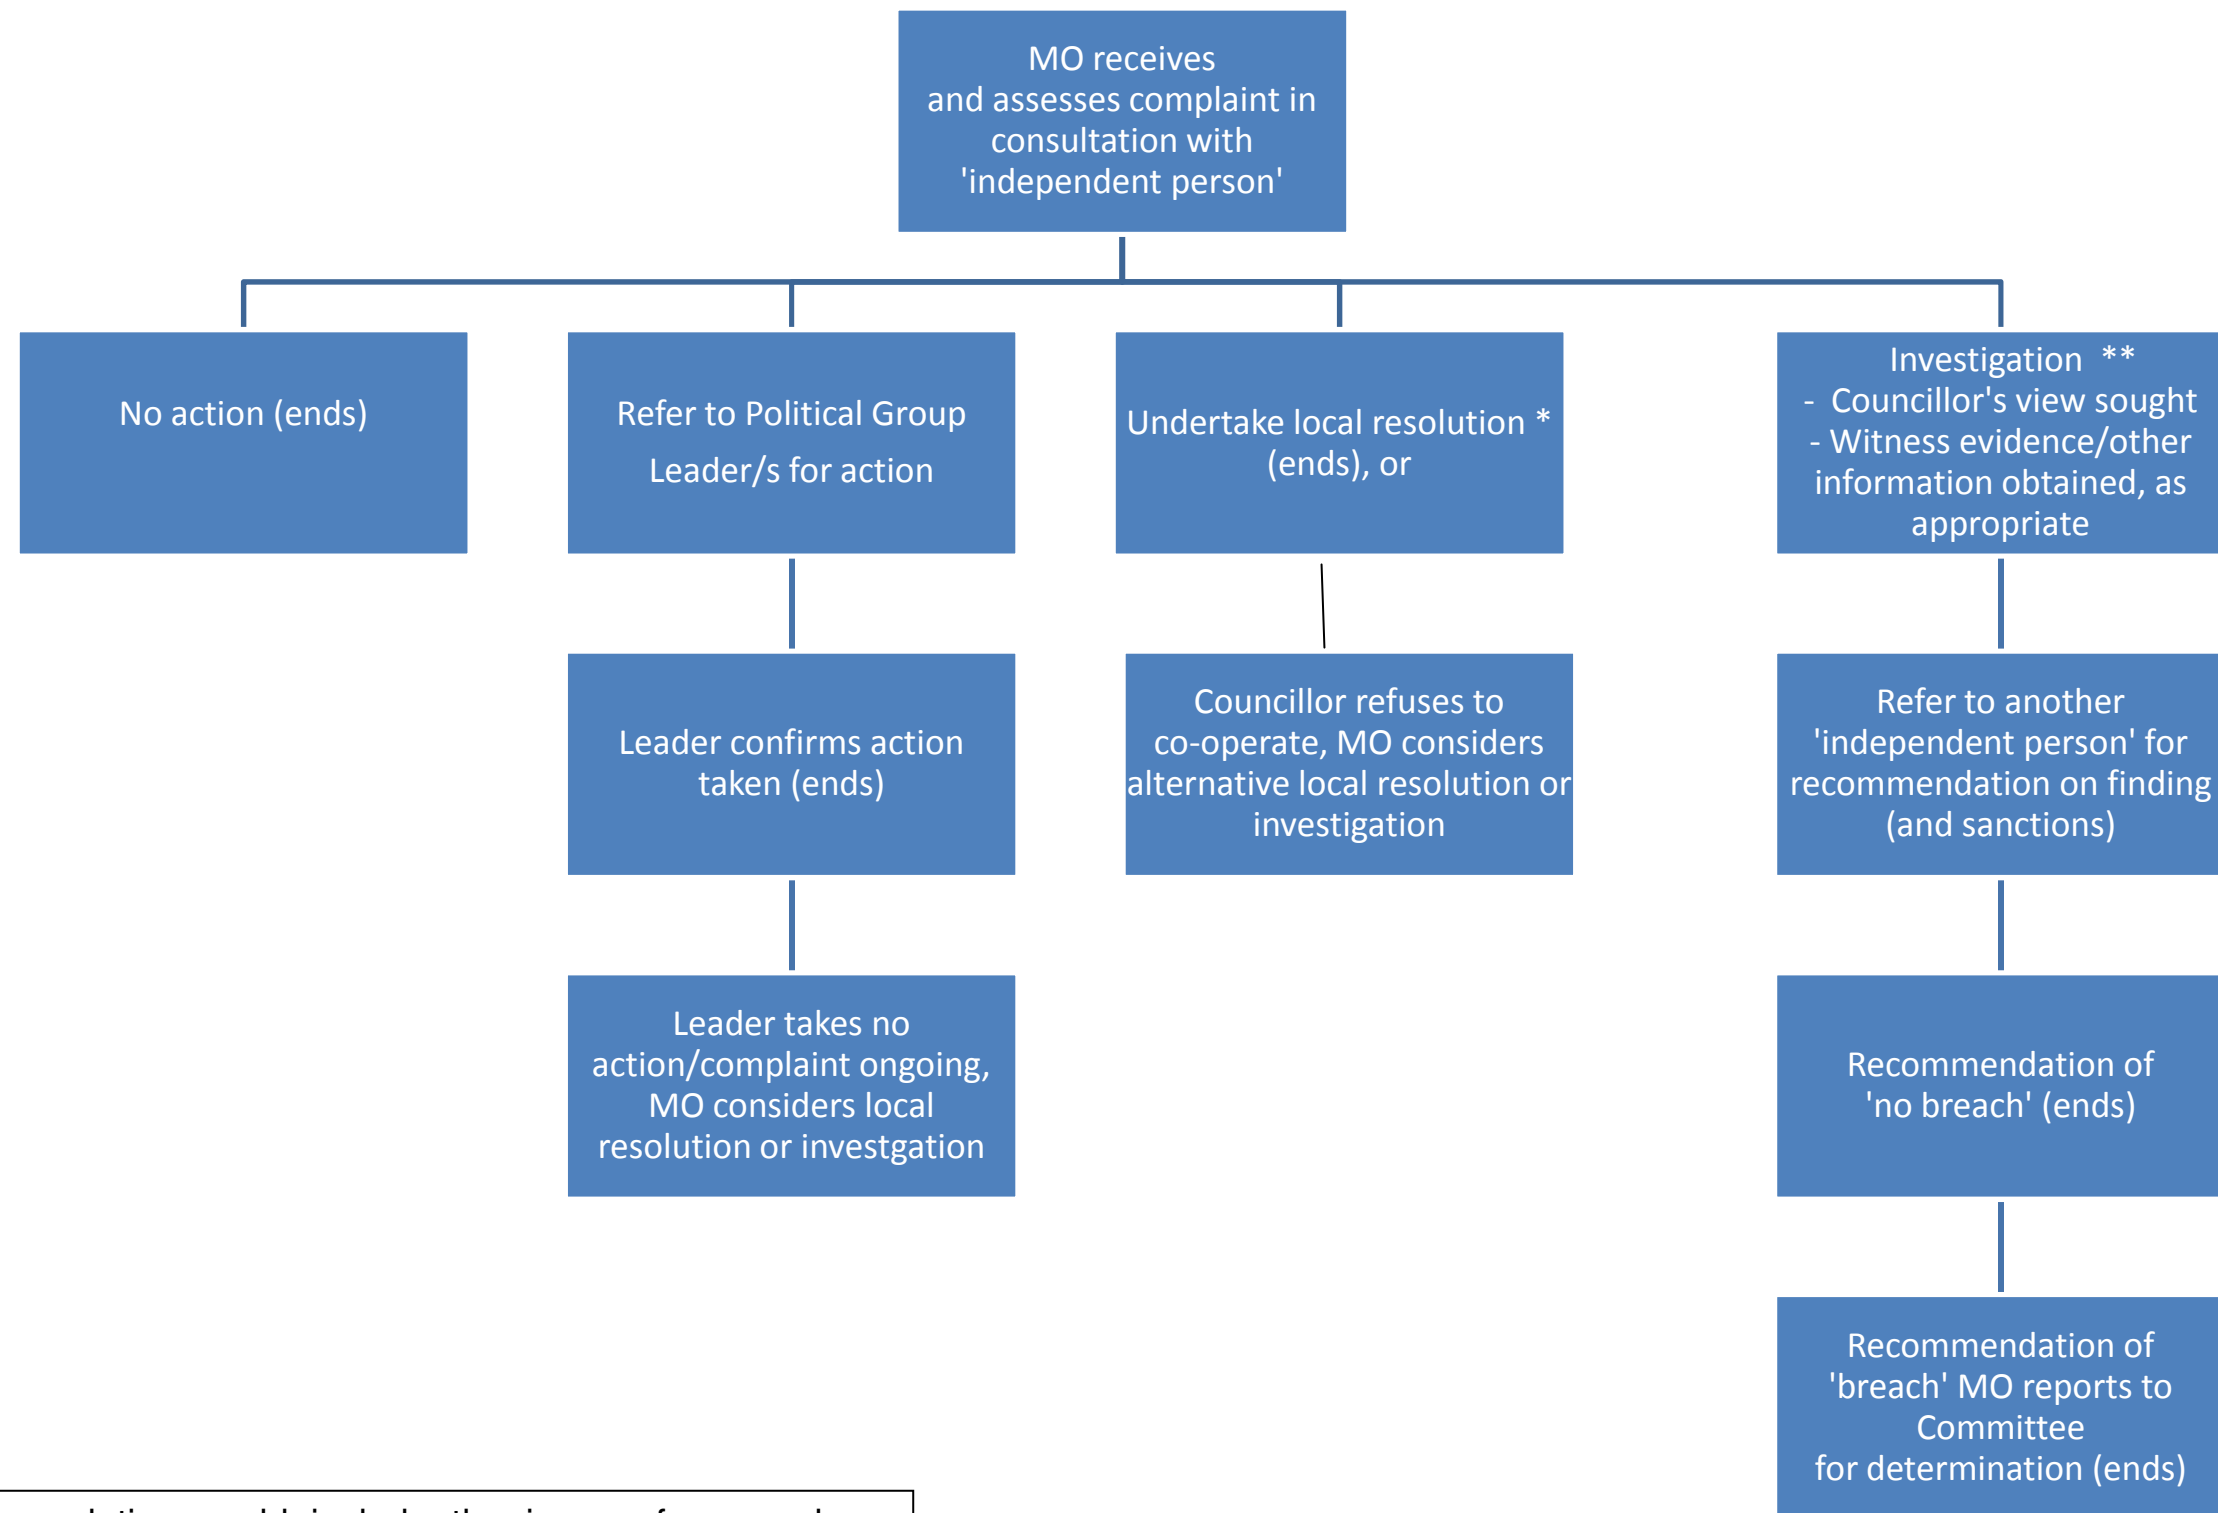 MO receives
and assesses complaint in
consultation with
'independent person'
No action (ends)
Refer to Political Group
Leader/s for action
Undertake local resolution *
(ends), or
Investigation **
- Councillor's view sought
- Witness evidence/other
information obtained, as
appropriate
Leader confirms action
taken (ends)
Councillor refuses to
co-operate, MO considers
alternative local resolution or
investigation
Refer to another
'independent person' for
recommendation on finding
(and sanctions)
Leader takes no
action/complaint ongoing,
MO considers local
resolution or investgation
Recommendation of
'no breach' (ends)
Recommendation of
'breach' MO reports to
Committee
for determination (ends)